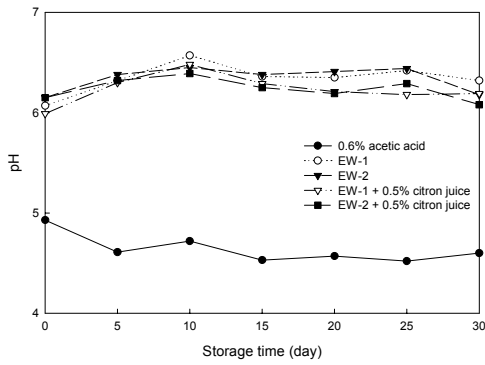 7
6
5
4
pH
0.6% acetic acid
EW-1
EW-2
EW-1 + 0.5% citron juice
EW-2 + 0.5% citron juice
0 5 10 15 20 25 30
Storage time (day)